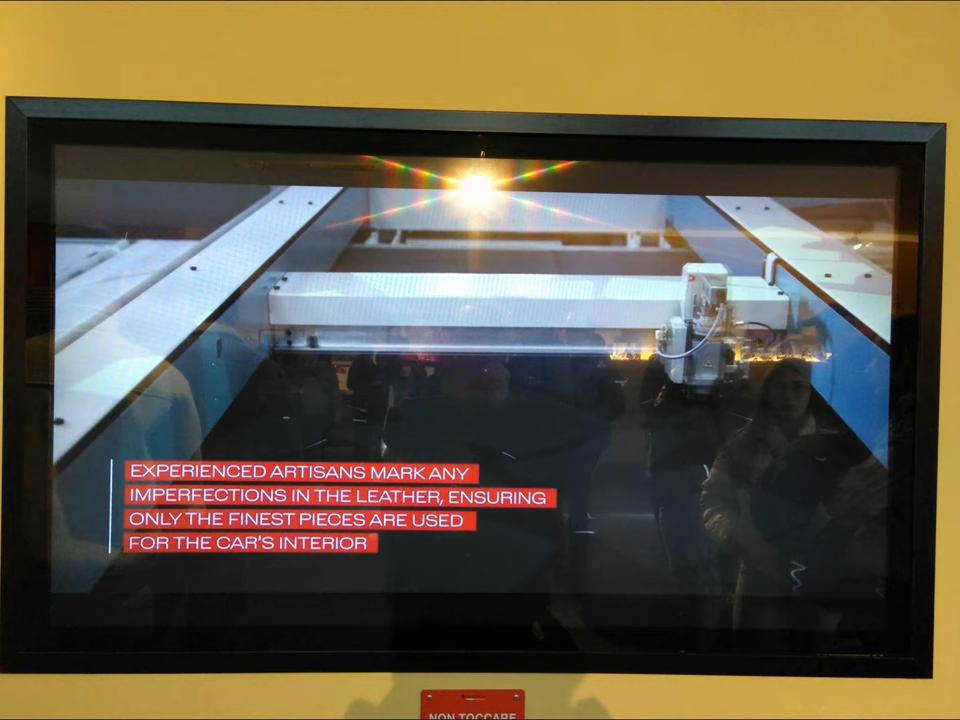 EXPERIENCED ARTISANS MARK ANY
IMPERFECTIONS IN THE LEATHER, ENSURING
ONLY THE FINEST PIECES ARE USED
FOR THE CAR'S INTERIOR
NON TOCCARE